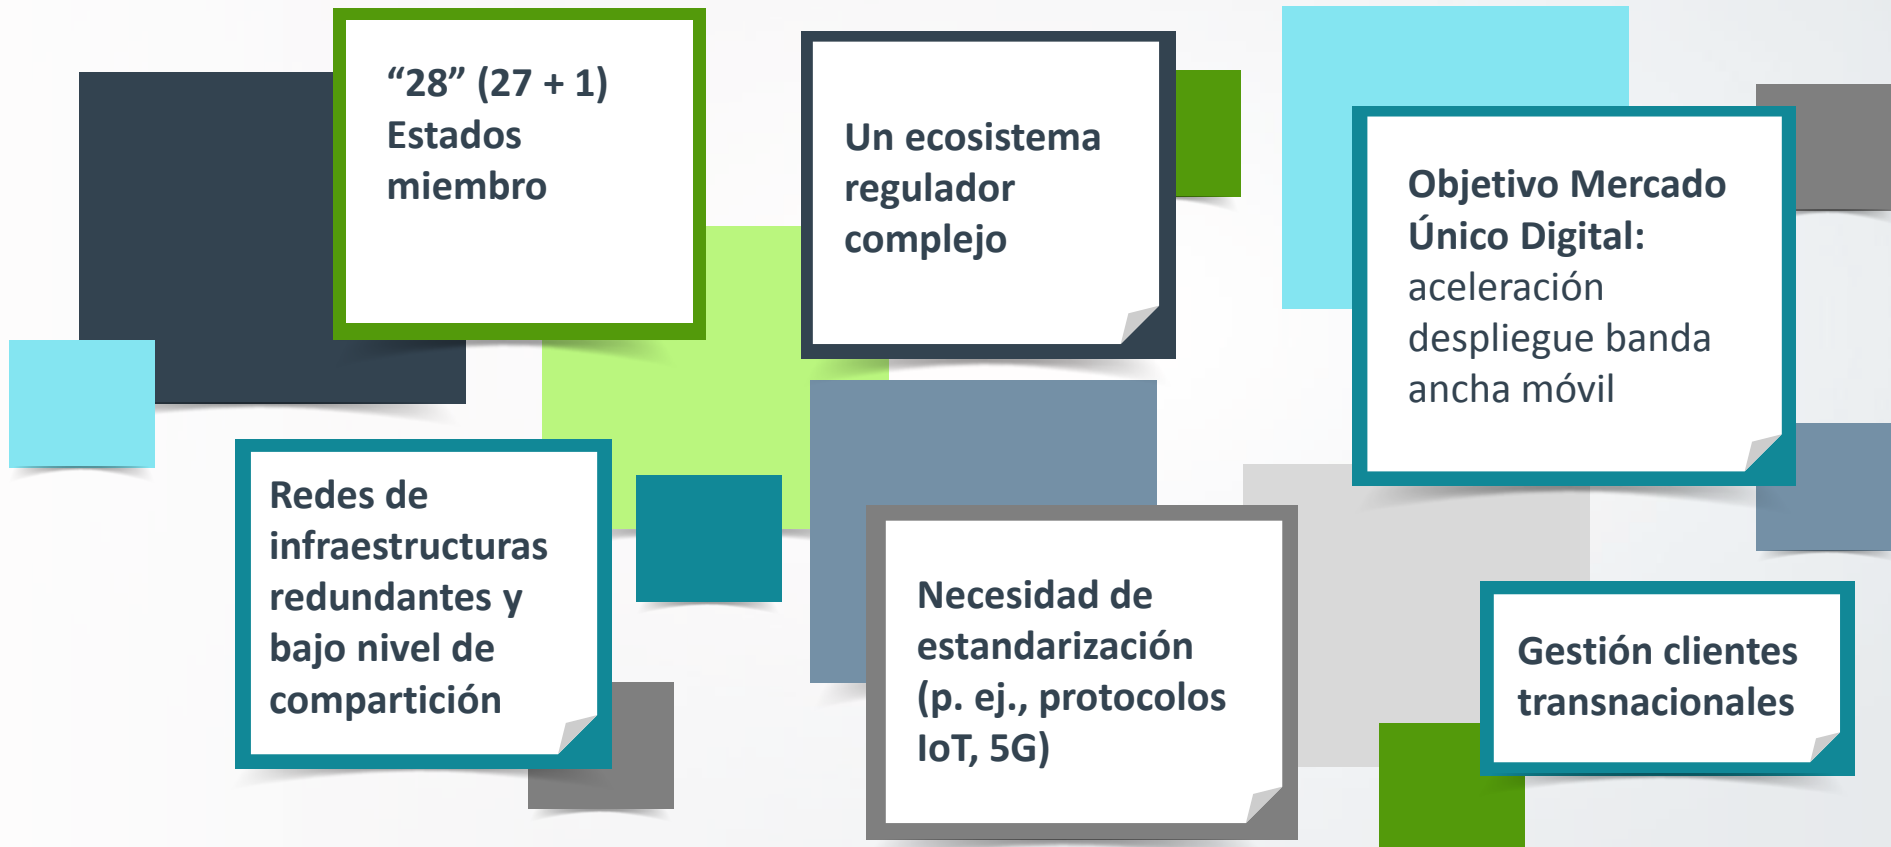 “28” (27 + 1)
Estados
miembro
Un ecosistema
regulador
complejo
Objetivo Mercado
Único Digital:
aceleración
despliegue banda
ancha móvil
Redes de
infraestructuras
redundantes y
bajo nivel de
compartición
Necesidad de
estandarización
(p. ej., protocolos
IoT, 5G)
Gestión clientes
transnacionales